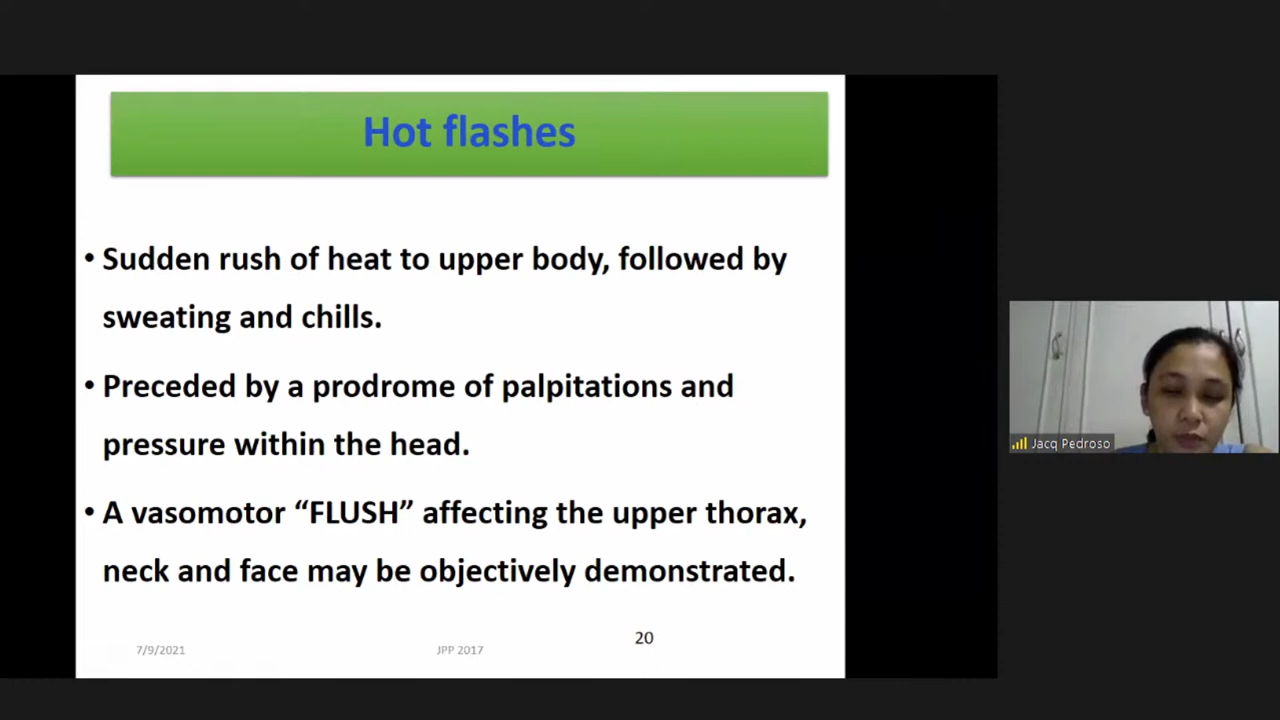 Hot flashes
• Sudden rush of heat to upper body, followed by
sweating and chills.
• Preceded by a prodrome of palpitations and
pressure within the head.
• A vasomotor “FLUSH” affecting the upper thorax,
neck and face may be objectively demonstrated.
7/9/2021
JPP 2017
20
Jacq Pedroso